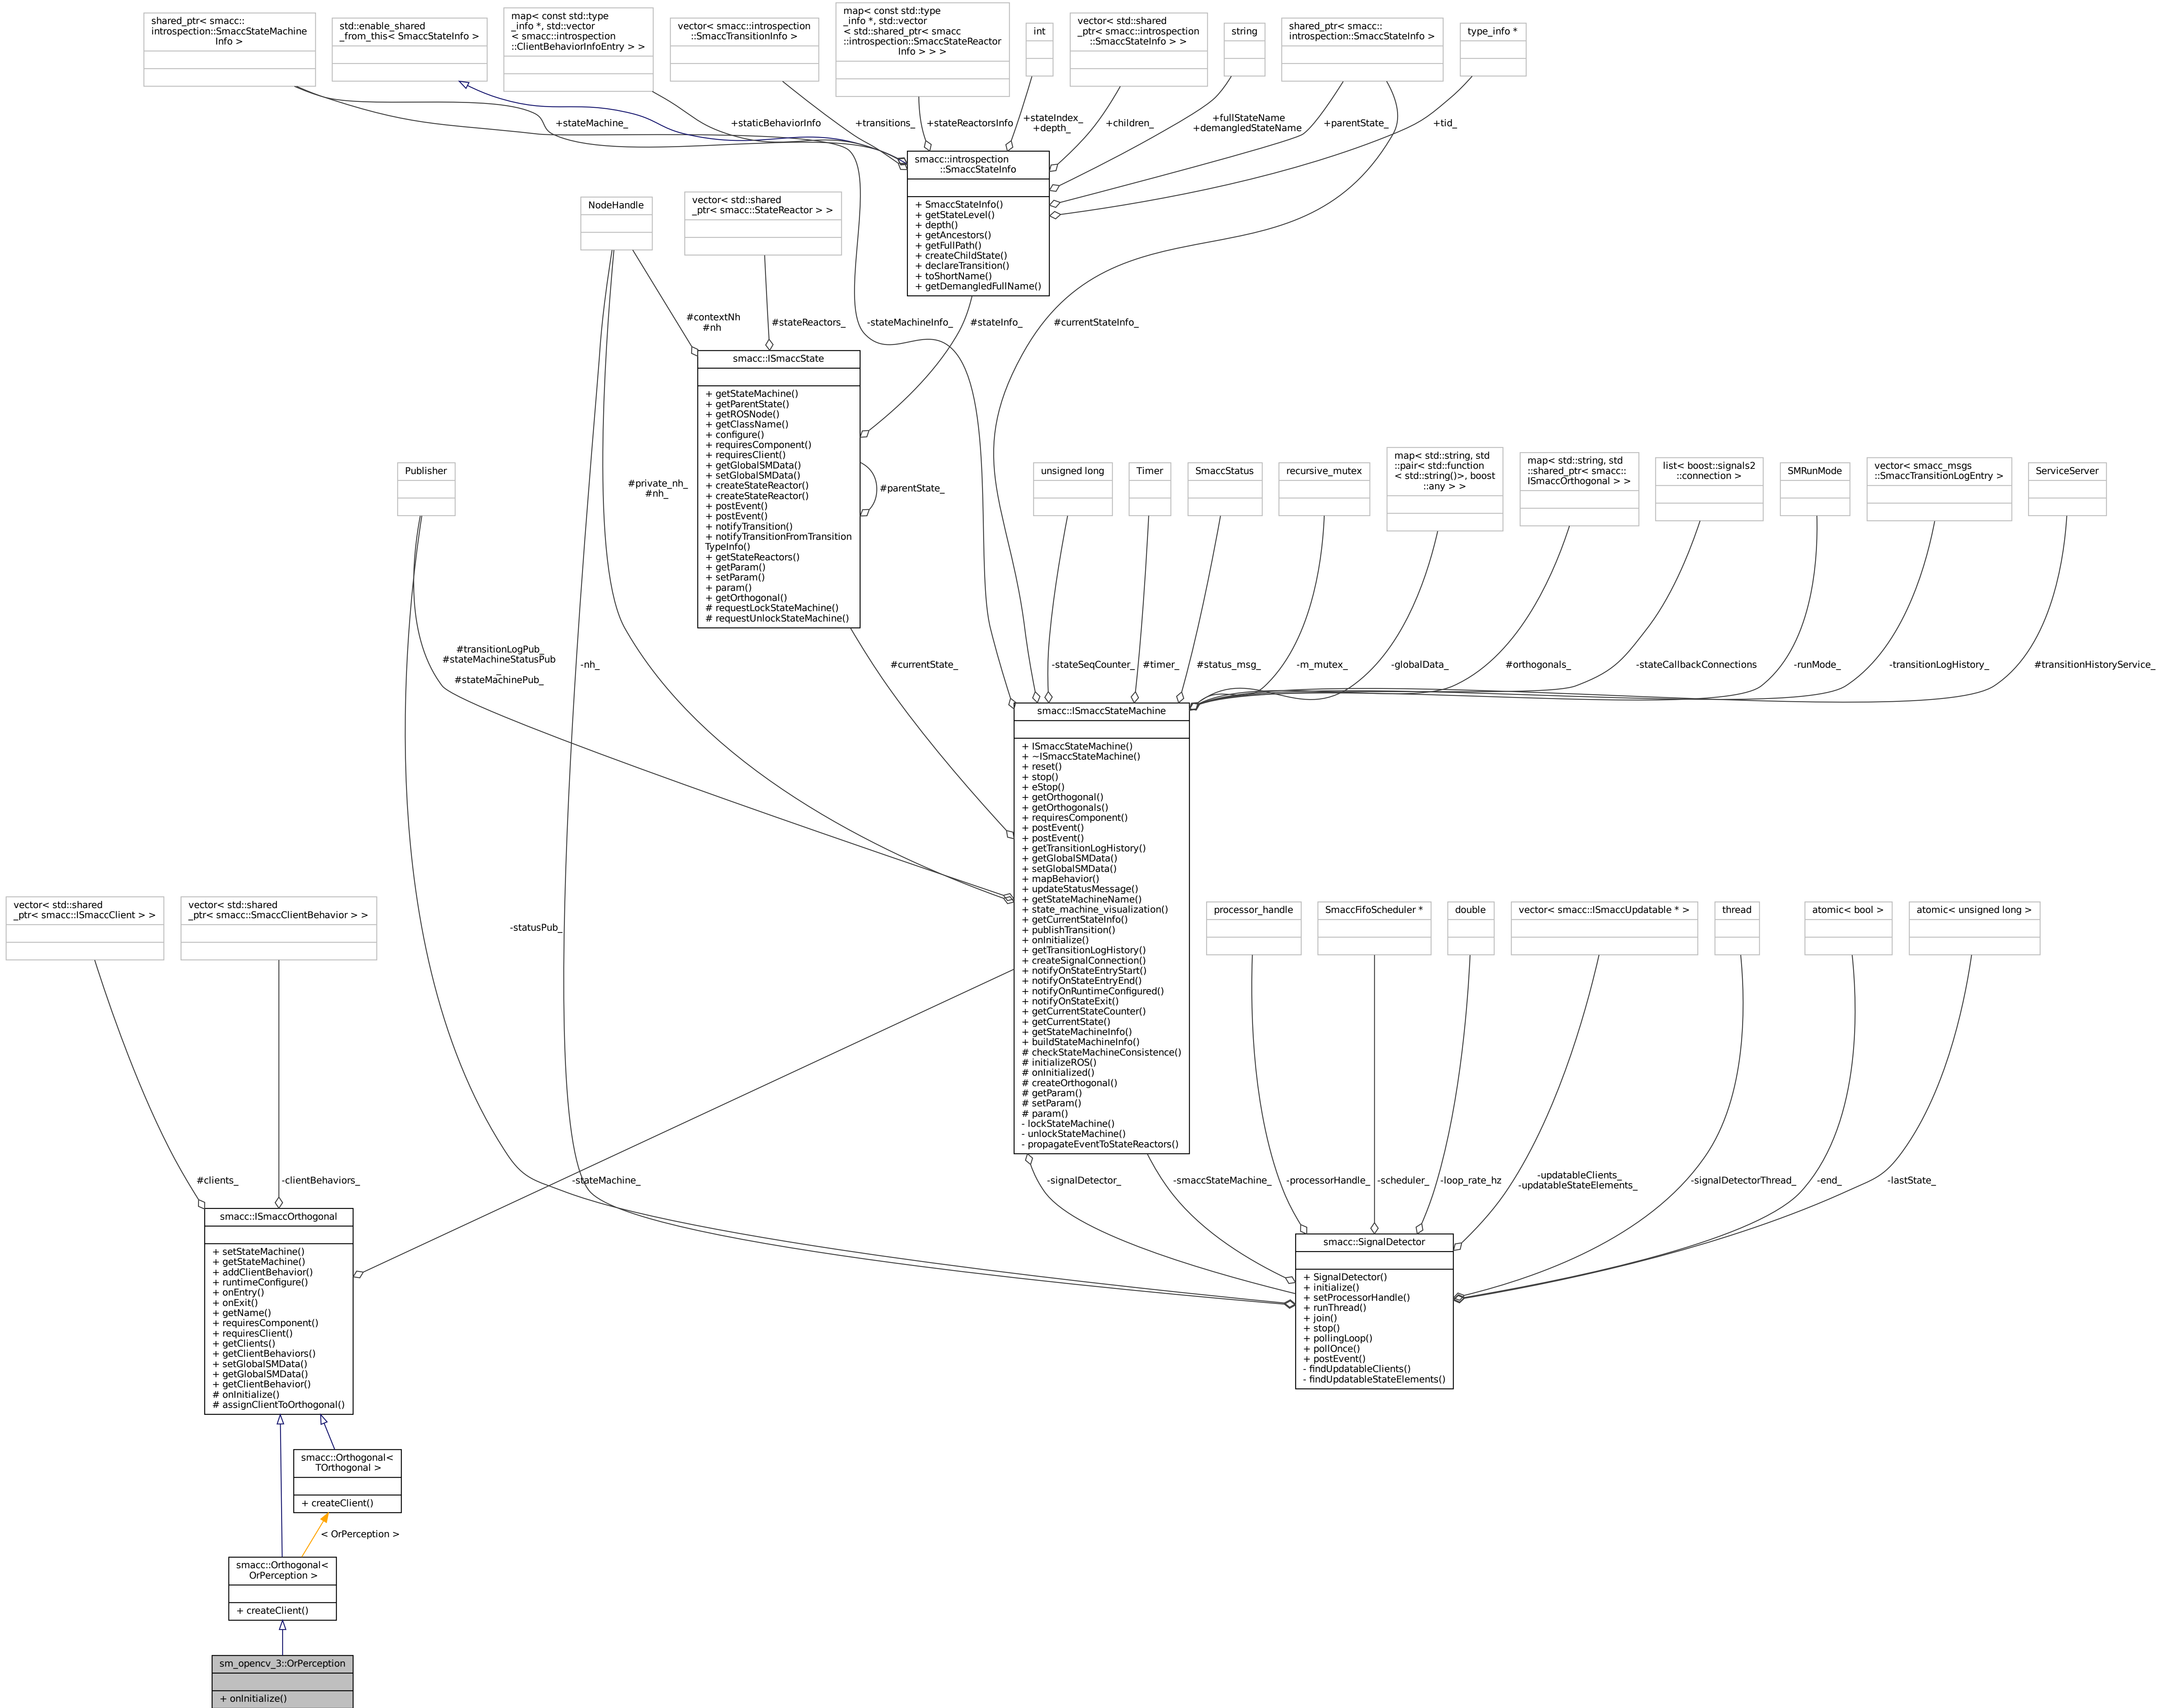 shared_ptr< smacc::
introspection::SmaccStateMachine
Info >
std::enable_shared
_from_this< SmaccStateInfo >
map< const std::type
_info *, std::vector
< smacc::introspection
::ClientBehaviorInfoEntry > >
vector< smacc::introspection
::SmaccTransitionInfo >
map< const std::type
_info *, std::vector
< std::shared_ptr< smacc
::introspection::SmaccStateReactor
Info > > >
int
vector< std::shared
_ptr< smacc::introspection
::SmaccStateInfo > >
string
shared_ptr< smacc::
introspection::SmaccStateInfo >
type_info *
+stateMachine_
+staticBehaviorInfo
+transitions_
+stateReactorsInfo
+stateIndex_
+depth_
+children_
+fullStateName
+demangledStateName
+parentState_
+tid_
smacc::introspection
::SmaccStateInfo
+ SmaccStateInfo()
+ getStateLevel()
+ depth()
+ getAncestors()
+ getFullPath()
+ createChildState()
+ declareTransition()
+ toShortName()
+ getDemangledFullName()
NodeHandle
vector< std::shared
_ptr< smacc::StateReactor > >
#contextNh
#nh
#stateReactors_
-stateMachineInfo_
#stateInfo_
#currentStateInfo_
smacc::ISmaccState
+ getStateMachine()
+ getParentState()
+ getROSNode()
+ getClassName()
+ configure()
+ requiresComponent()
+ requiresClient()
+ getGlobalSMData()
+ setGlobalSMData()
+ createStateReactor()
+ createStateReactor()
+ postEvent()
+ postEvent()
+ notifyTransition()
+ notifyTransitionFromTransition
TypeInfo()
+ getStateReactors()
+ getParam()
+ setParam()
+ param()
+ getOrthogonal()
# requestLockStateMachine()
# requestUnlockStateMachine()
#parentState_
#private_nh_
#nh_
Publisher
unsigned long
Timer
SmaccStatus
recursive_mutex
map< std::string, std
::pair< std::function
< std::string()>, boost
::any > >
map< std::string, std
::shared_ptr< smacc::
ISmaccOrthogonal > >
list< boost::signals2
::connection >
SMRunMode
vector< smacc_msgs
::SmaccTransitionLogEntry >
ServiceServer
#transitionLogPub_
#stateMachineStatusPub
_
#stateMachinePub_
-nh_
#currentState_
-stateSeqCounter_
#timer_
#status_msg_
-m_mutex_
-globalData_
#orthogonals_
-stateCallbackConnections
-runMode_
-transitionLogHistory_
#transitionHistoryService_
smacc::ISmaccStateMachine
+ ISmaccStateMachine()
+ ~ISmaccStateMachine()
+ reset()
+ stop()
+ eStop()
+ getOrthogonal()
+ getOrthogonals()
+ requiresComponent()
+ postEvent()
+ postEvent()
+ getTransitionLogHistory()
+ getGlobalSMData()
+ setGlobalSMData()
+ mapBehavior()
+ updateStatusMessage()
+ getStateMachineName()
+ state_machine_visualization()
+ getCurrentStateInfo()
+ publishTransition()
+ onInitialize()
+ getTransitionLogHistory()
+ createSignalConnection()
+ notifyOnStateEntryStart()
+ notifyOnStateEntryEnd()
+ notifyOnRuntimeConfigured()
+ notifyOnStateExit()
+ getCurrentStateCounter()
+ getCurrentState()
+ getStateMachineInfo()
+ buildStateMachineInfo()
# checkStateMachineConsistence()
# initializeROS()
# onInitialized()
# createOrthogonal()
# getParam()
# setParam()
# param()
- lockStateMachine()
- unlockStateMachine()
- propagateEventToStateReactors()
vector< std::shared
_ptr< smacc::ISmaccClient > >
vector< std::shared
_ptr< smacc::SmaccClientBehavior > >
-statusPub_
processor_handle
SmaccFifoScheduler *
double
vector< smacc::ISmaccUpdatable * >
thread
atomic< bool >
atomic< unsigned long >
#clients_
-clientBehaviors_
-stateMachine_
-signalDetector_
-smaccStateMachine_
-processorHandle_
-scheduler_
-loop_rate_hz
-updatableClients_
-updatableStateElements_
-signalDetectorThread_
-end_
-lastState_
smacc::ISmaccOrthogonal
+ setStateMachine()
+ getStateMachine()
+ addClientBehavior()
+ runtimeConfigure()
+ onEntry()
+ onExit()
+ getName()
+ requiresComponent()
+ requiresClient()
+ getClients()
+ getClientBehaviors()
+ setGlobalSMData()
+ getGlobalSMData()
+ getClientBehavior()
# onInitialize()
# assignClientToOrthogonal()
smacc::SignalDetector
+ SignalDetector()
+ initialize()
+ setProcessorHandle()
+ runThread()
+ join()
+ stop()
+ pollingLoop()
+ pollOnce()
+ postEvent()
- findUpdatableClients()
- findUpdatableStateElements()
smacc::Orthogonal<
TOrthogonal >
+ createClient()
< OrPerception >
smacc::Orthogonal<
OrPerception >
+ createClient()
sm_opencv_3::OrPerception
+ onInitialize()